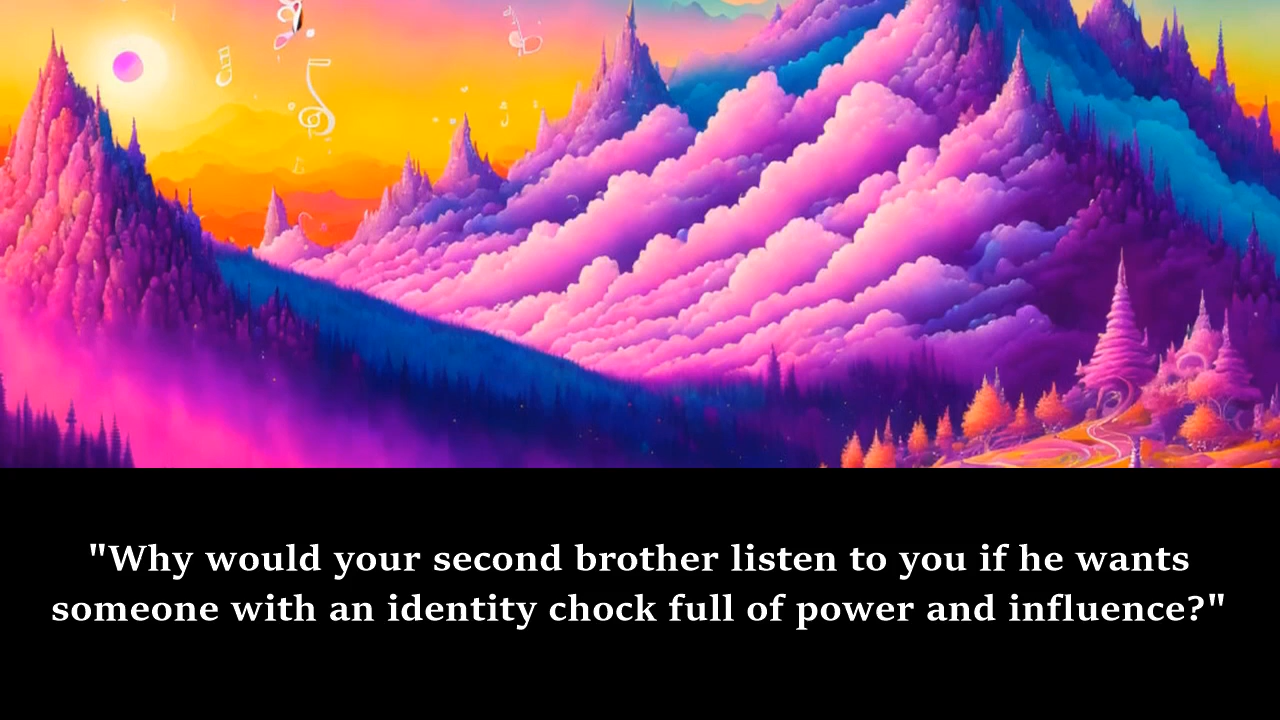 "Why would your second brother listen to you if he wants
someone with an identity chock full of power and influence?"